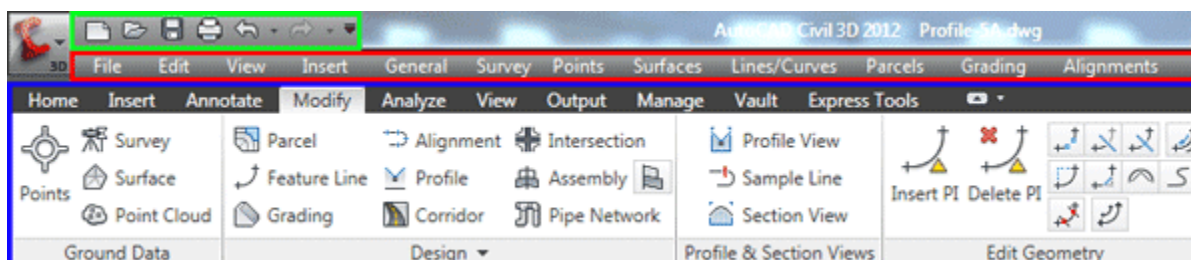 AutoCAD Civil 3D 2012 Profile-5A.dwg
3D File Edit View Insert General Survey Points Surfaces Lines/Curves Parcels Grading Alignments
Home Insert Annotate Modify Analyze View Output Manage Vault Express Tools
Points
Survey
Surface
Point Cloud
Ground Data
Parcel
Feature Line
Grading
Alignment
Profile
Corridor
Intersection
Assembly
Pipe Network
Design
Profile View
Sample Line
Section View
Profile & Section Views
Insert PI Delete PI
Edit Geometry